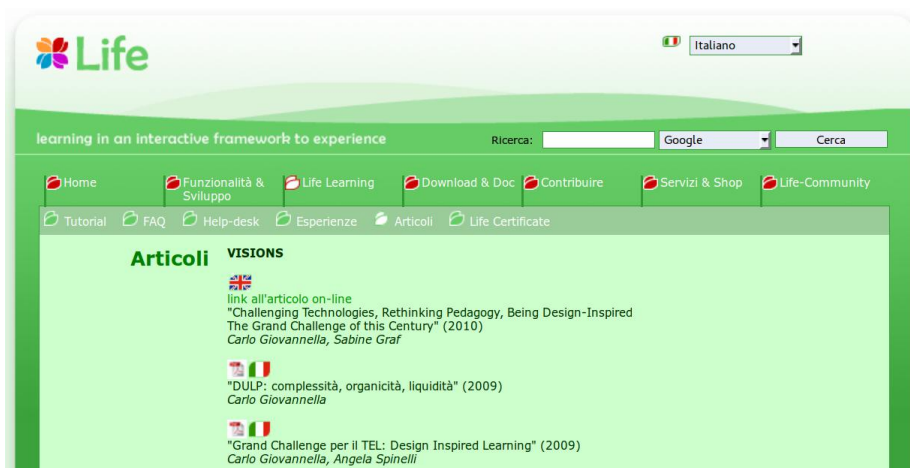 Life
Italiano
learning in an interactive framework to experience
Ricerca:
Google
Cerca
Home
Funzionalità &
Sviluppo
Life Learning
Download & Doc
Contribuire
Servizi & Shop
Life-Community
Tutorial
FAQ
Help-desk
Esperienze
Articoli
Life Certificate
Articoli
VISIONS
link all'articolo on-line
"Challenging Technologies, Rethinking Pedagogy, Being Design-Inspired
The Grand Challenge of this Century" (2010)
Carlo Giovannella, Sabine Graf
"DULP: complessità, organicità, liquidità" (2009)
Carlo Giovannella
"Grand Challenge per il TEL: Design Inspired Learning" (2009)
Carlo Giovannella, Angela Spinelli